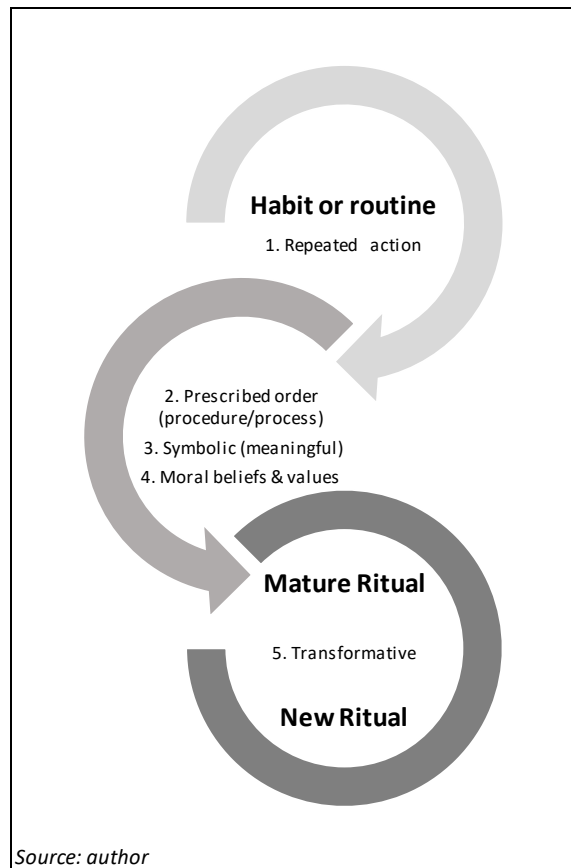 Habit or routine
1. Repeated action
2. Prescribed order
(procedure/process)
3. Symbolic (meaningful)
4. Moral beliefs & values
Mature Ritual
5. Transformative
New Ritual
Source: author